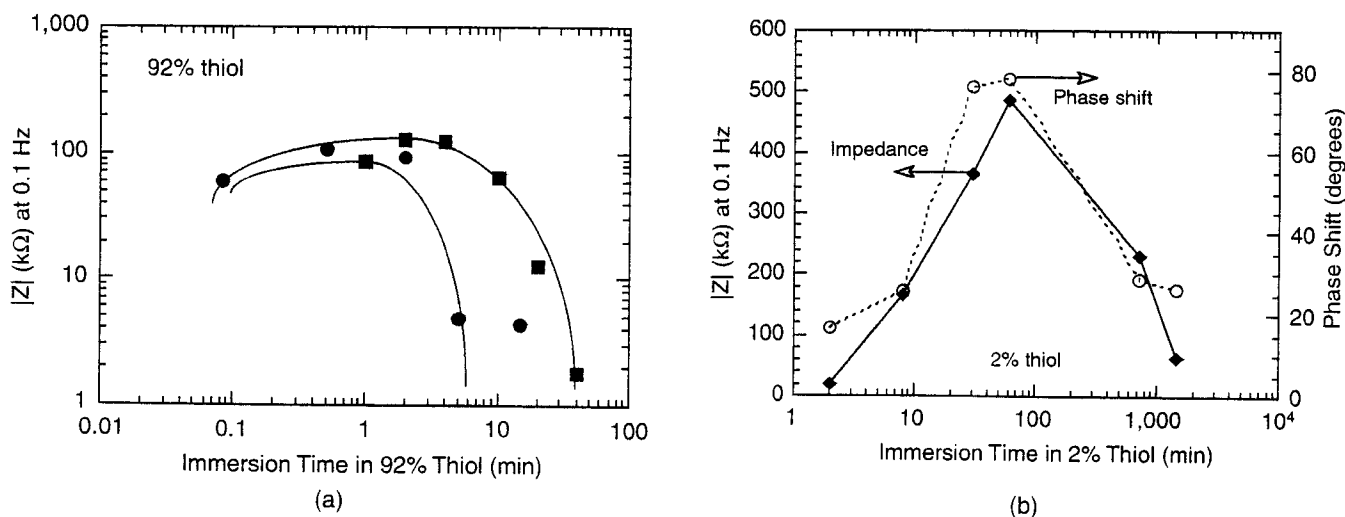 1,000
100
10
1
|Z| (kΩ) at 0.1 Hz
92% thiol
0.01
0.1
1
10
100
Immersion Time in 92% Thiol (min)
(a)
600
500
400
300
200
100
0
|Z| (kΩ) at 0.1 Hz
Phase shift
Impedance
2% thiol
80
60
40
20
0
Phase Shift (degrees)
1
10
100
1,000
10⁴
Immersion Time in 2% Thiol (min)
(b)